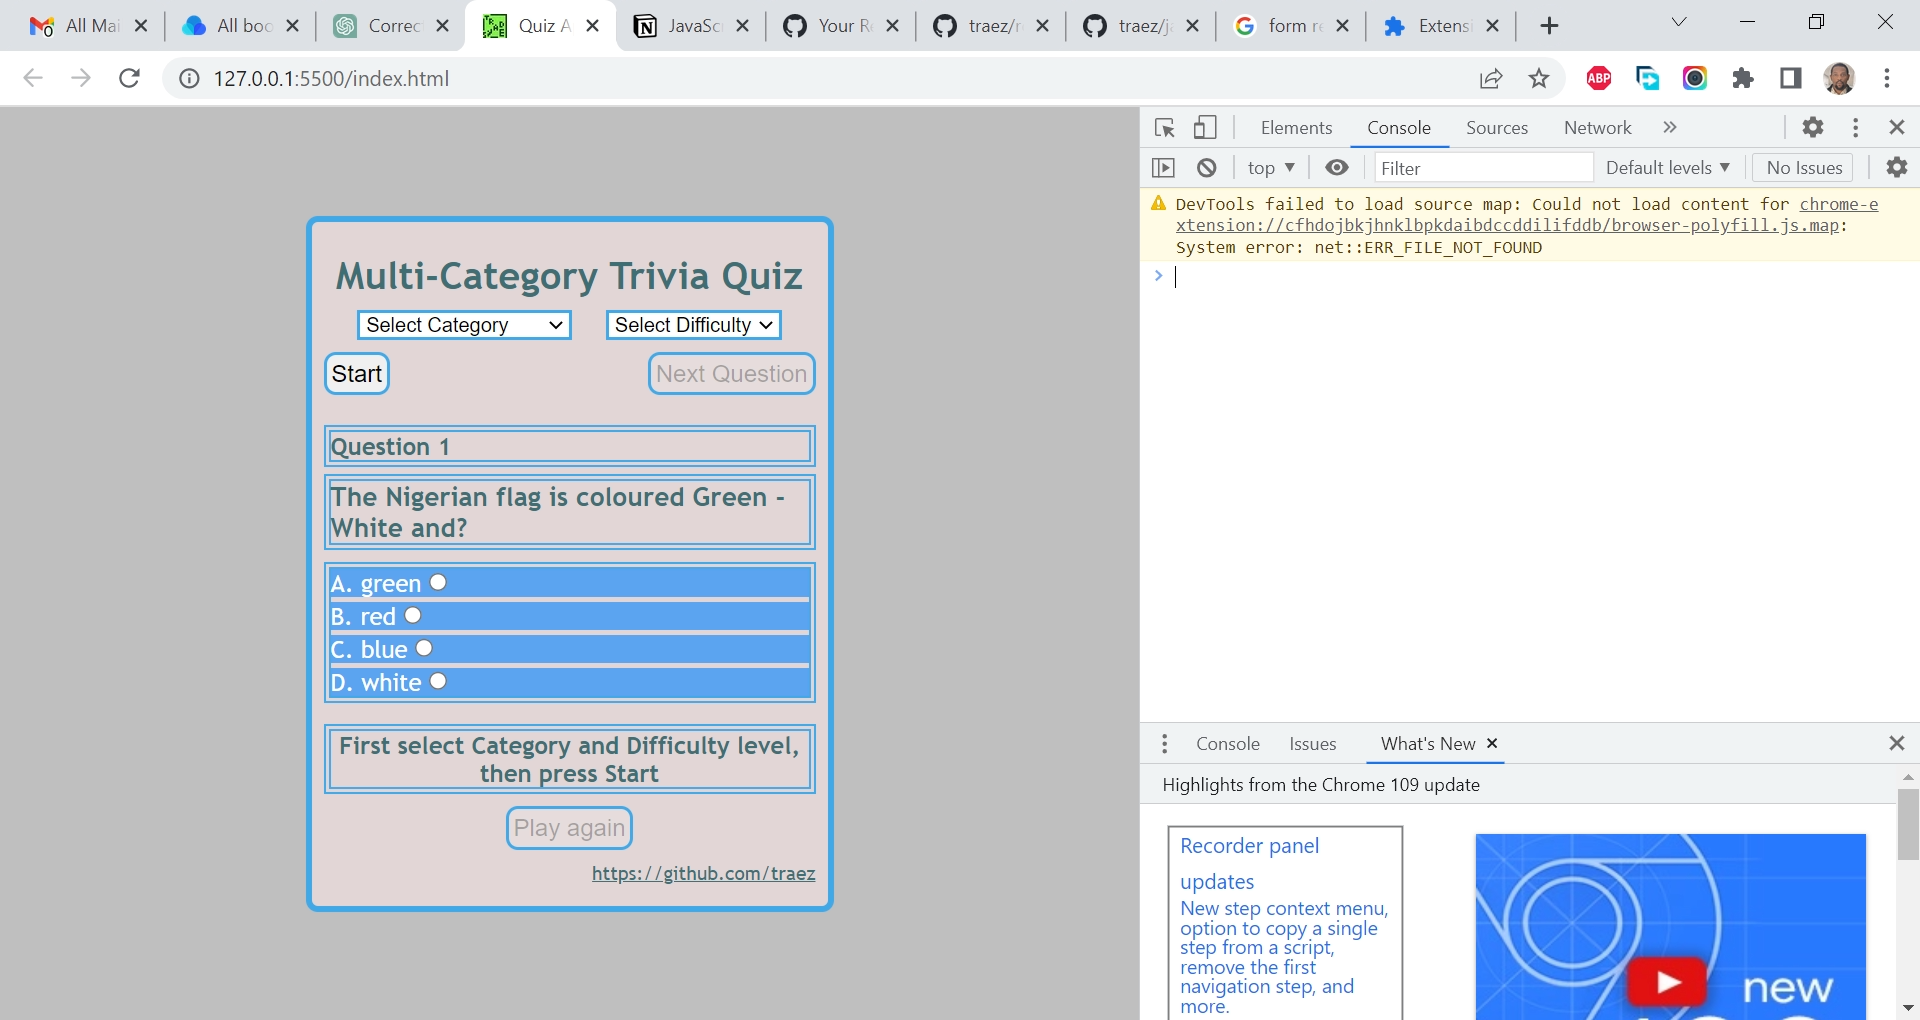 All Mai
All boo
Correc
Quiz A
JavaSc
Your Re
traez/r
traez/ja
form re
Extensi
127.0.0.1:5500/index.html
ABP
Multi-Category Trivia Quiz
Select Category
Select Difficulty
Start
Next Question
Question 1
The Nigerian flag is coloured Green -
White and?
A. green
B. red
C. blue
D. white
First select Category and Difficulty level,
then press Start
Play again
https://github.com/traez
Elements
Console
Sources
Network
top
Filter
Default levels
No Issues
DevTools failed to load source map: Could not load content for chrome-e
xtension://cfhdojbkjhnklbpkdaibdccddilifddb/browser-polyfill.js.map:
System error: net::ERR_FILE_NOT_FOUND
Console
Issues
What's New
Highlights from the Chrome 109 update
Recorder panel
updates
New step context menu,
option to copy a single
step from a script,
remove the first
navigation step, and
more.
new